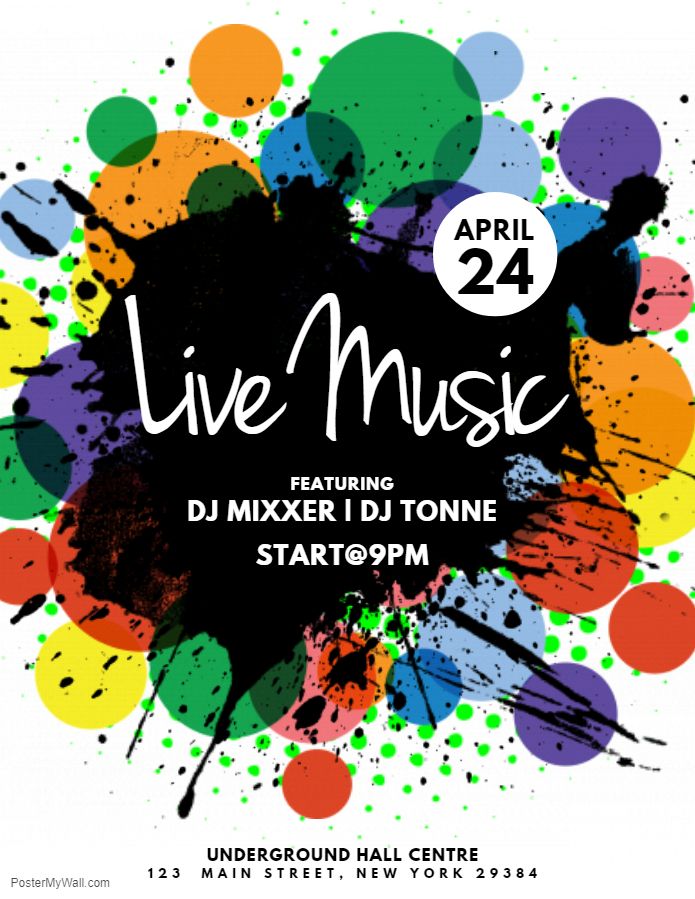 APRIL
24
Live Music
FEATURING
DJ MIXXER | DJ TONNE
START@9PM
UNDERGROUND HALL CENTRE
123 MAIN STREET, NEW YORK 29384
PosterMyWall.com